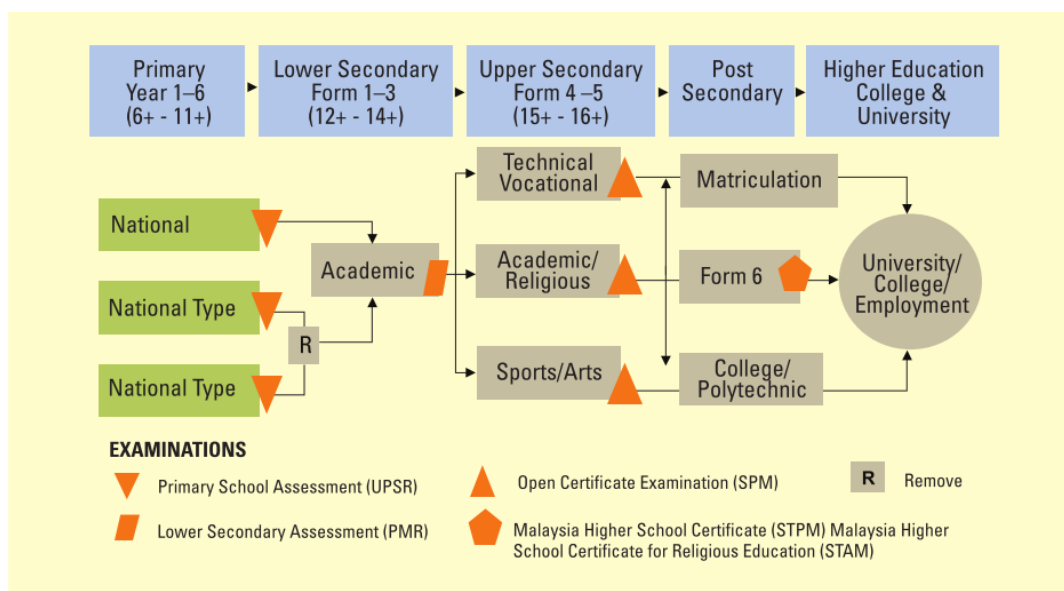 Primary
Year 1–6
(6+ - 11+)
Lower Secondary
Form 1–3
(12+ - 14+)
Upper Secondary
Form 4 –5
(15+ - 16+)
Post
Secondary
Higher Education
College &
University
National
National Type
National Type
R
Academic
Technical
Vocational
Academic/
Religious
Sports/Arts
Matriculation
Form 6
College/
Polytechnic
University/
College/
Employment
EXAMINATIONS
Primary School Assessment (UPSR)
Lower Secondary Assessment (PMR)
Open Certificate Examination (SPM)
Malaysia Higher School Certificate (STPM) Malaysia Higher
School Certificate for Religious Education (STAM)
R
Remove